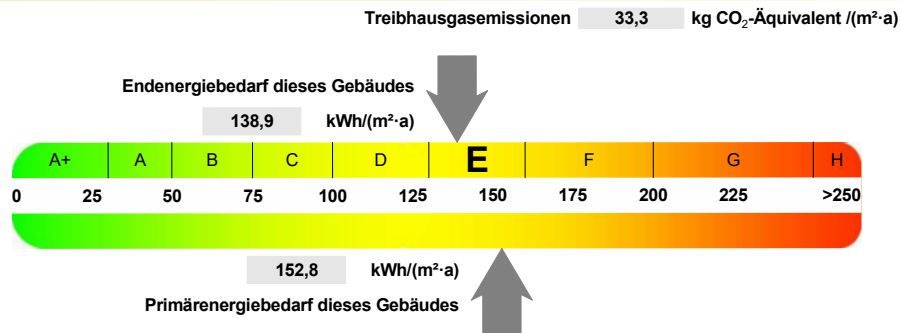 Treibhausgasemissionen 33,3 kg CO₂-Äquivalent /(m²·a)
Endenergiebedarf dieses Gebäudes
138,9 kWh/(m²·a)
A+ A B C D E F G H
0 25 50 75 100 125 150 175 200 225 >250
152,8 kWh/(m²·a)
Primärenergiebedarf dieses Gebäudes